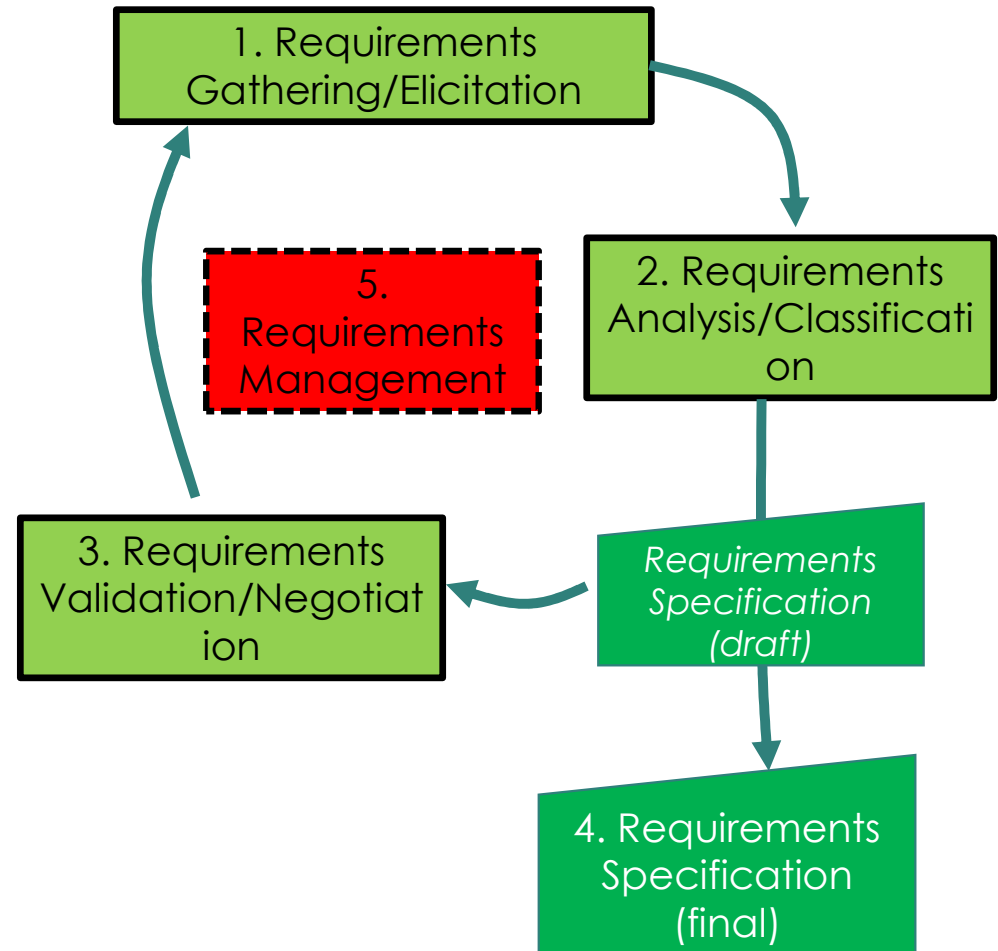 1. Requirements
Gathering/Elicitation
5.
Requirements
Management
2. Requirements
Analysis/Classificati
on
3. Requirements
Validation/Negotiat
ion
Requirements
Specification
(draft)
4. Requirements
Specification
(final)